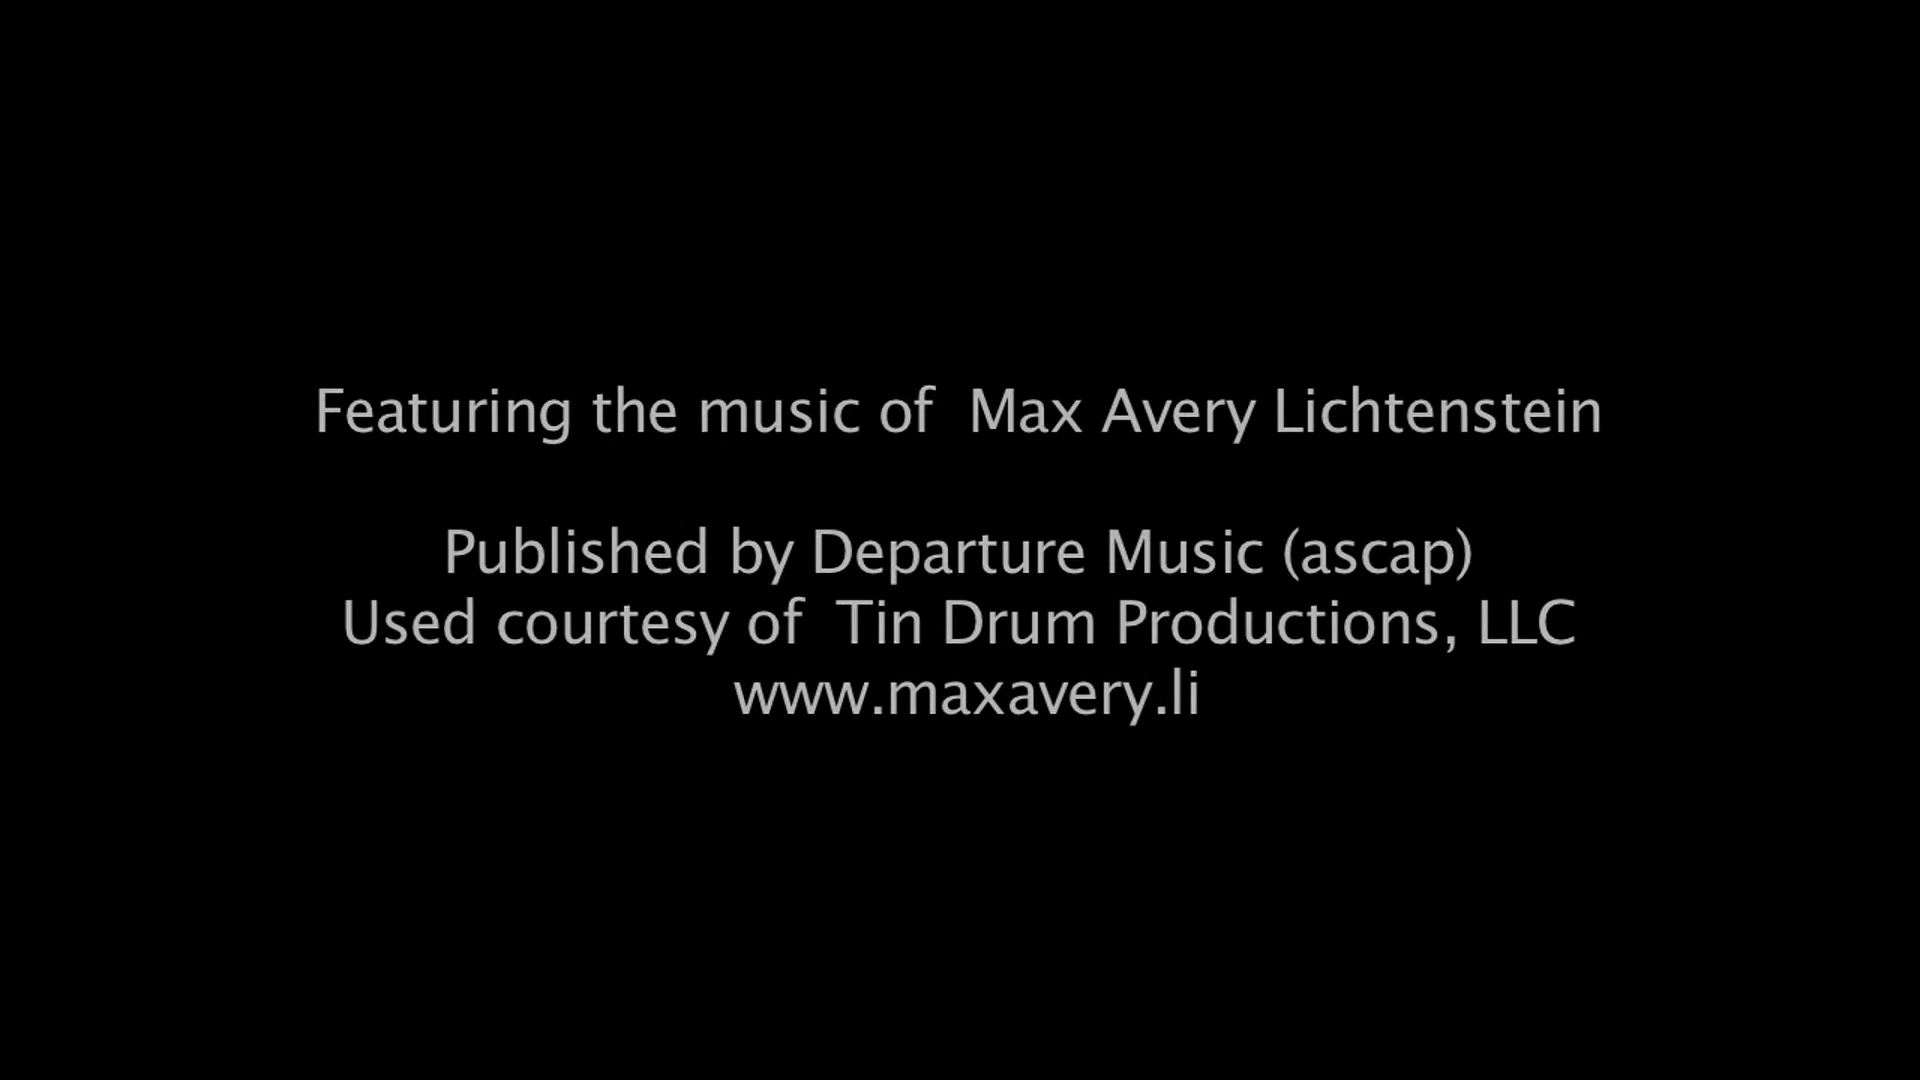 Featuring the music of  Max Avery Lichtenstein
Published by Departure Music (ascap)
Used courtesy of  Tin Drum Productions, LLC
www.maxavery.li